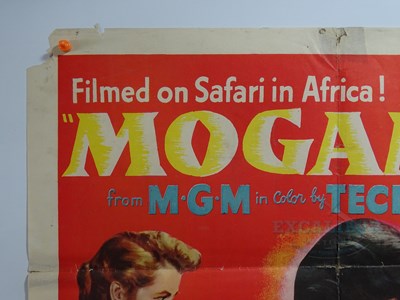 Filmed on Safari in Africa!
"MOGA
from M·G·M in Color by TEC